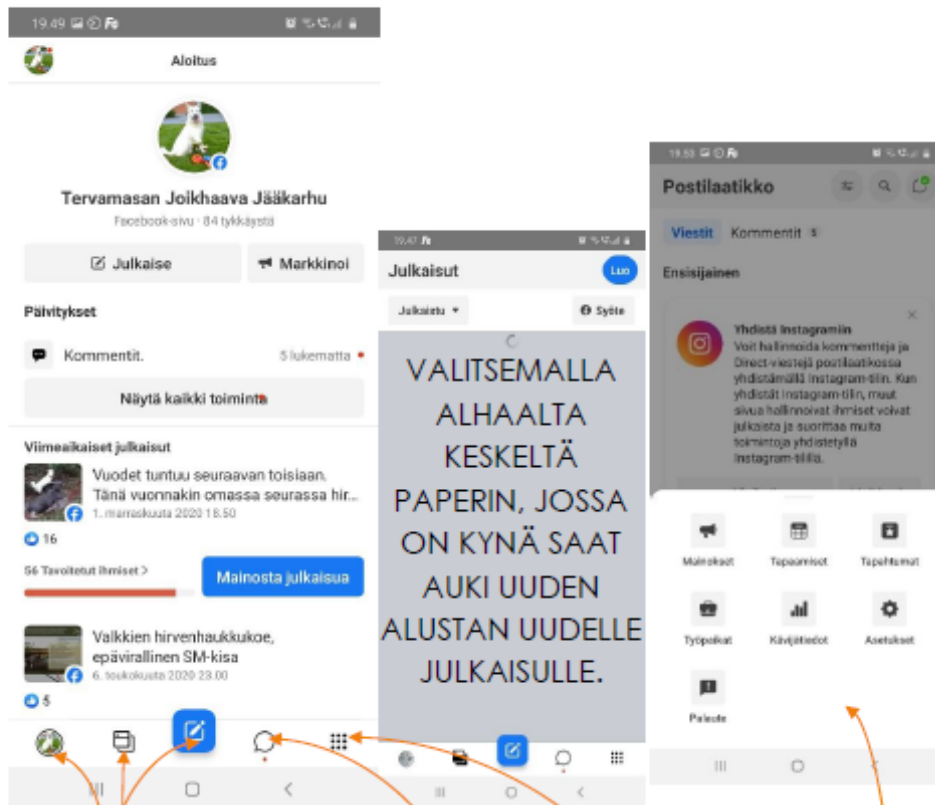 19.49
Aloitus
Tervamasan Joikhaava Jääkarhu
Facebook-sivu · 84 tykkäystä
Julkaise
Markkinoi
Päivitykset
Kommentit.
5 lukematta
Näytä kaikki toiminta
Viimeaikaiset julkaisut
Vuodet tuntuu seuraavan toisiaan.
Tänä vuonnakin omassa seurassa hir...
1. marraskuuta 2020 18.50
16
56 Tavoitetut ihmiset >
Mainosta julkaisua
Valkkien hirvenhaukkukoe,
epävirallinen SM-kisa
6. toukokuuta 2020 23.00
5
19.47
Julkaisut
Luo
Julkaistu
Syöte
VALITSEMALLA
ALHAALTA
KESKELTÄ
PAPERIN, JOSSA
ON KYNÄ SAAT
AUKI UUDEN
ALUSTAN UUDELLE
JULKAISULLE.
19.53
Postilaatikko
Viestit
Kommentit 5
Ensisijainen
Yhdistä Instagramiin
Voit hallinnoida kommentteja ja
Direct-viestejä postilaatikossa
yhdistämällä Instagram-tilin. Kun
yhdistät Instagram-tilin, muut
sivua hallinnoivat ihmiset voivat
julkaista ja suorittaa muita
toimintoja yhdistetyllä
Instagram-tilillä.
Mainokset
Tapaamiset
Tapahtumat
Työpaikat
Kävijätiedot
Asetukset
Palaute